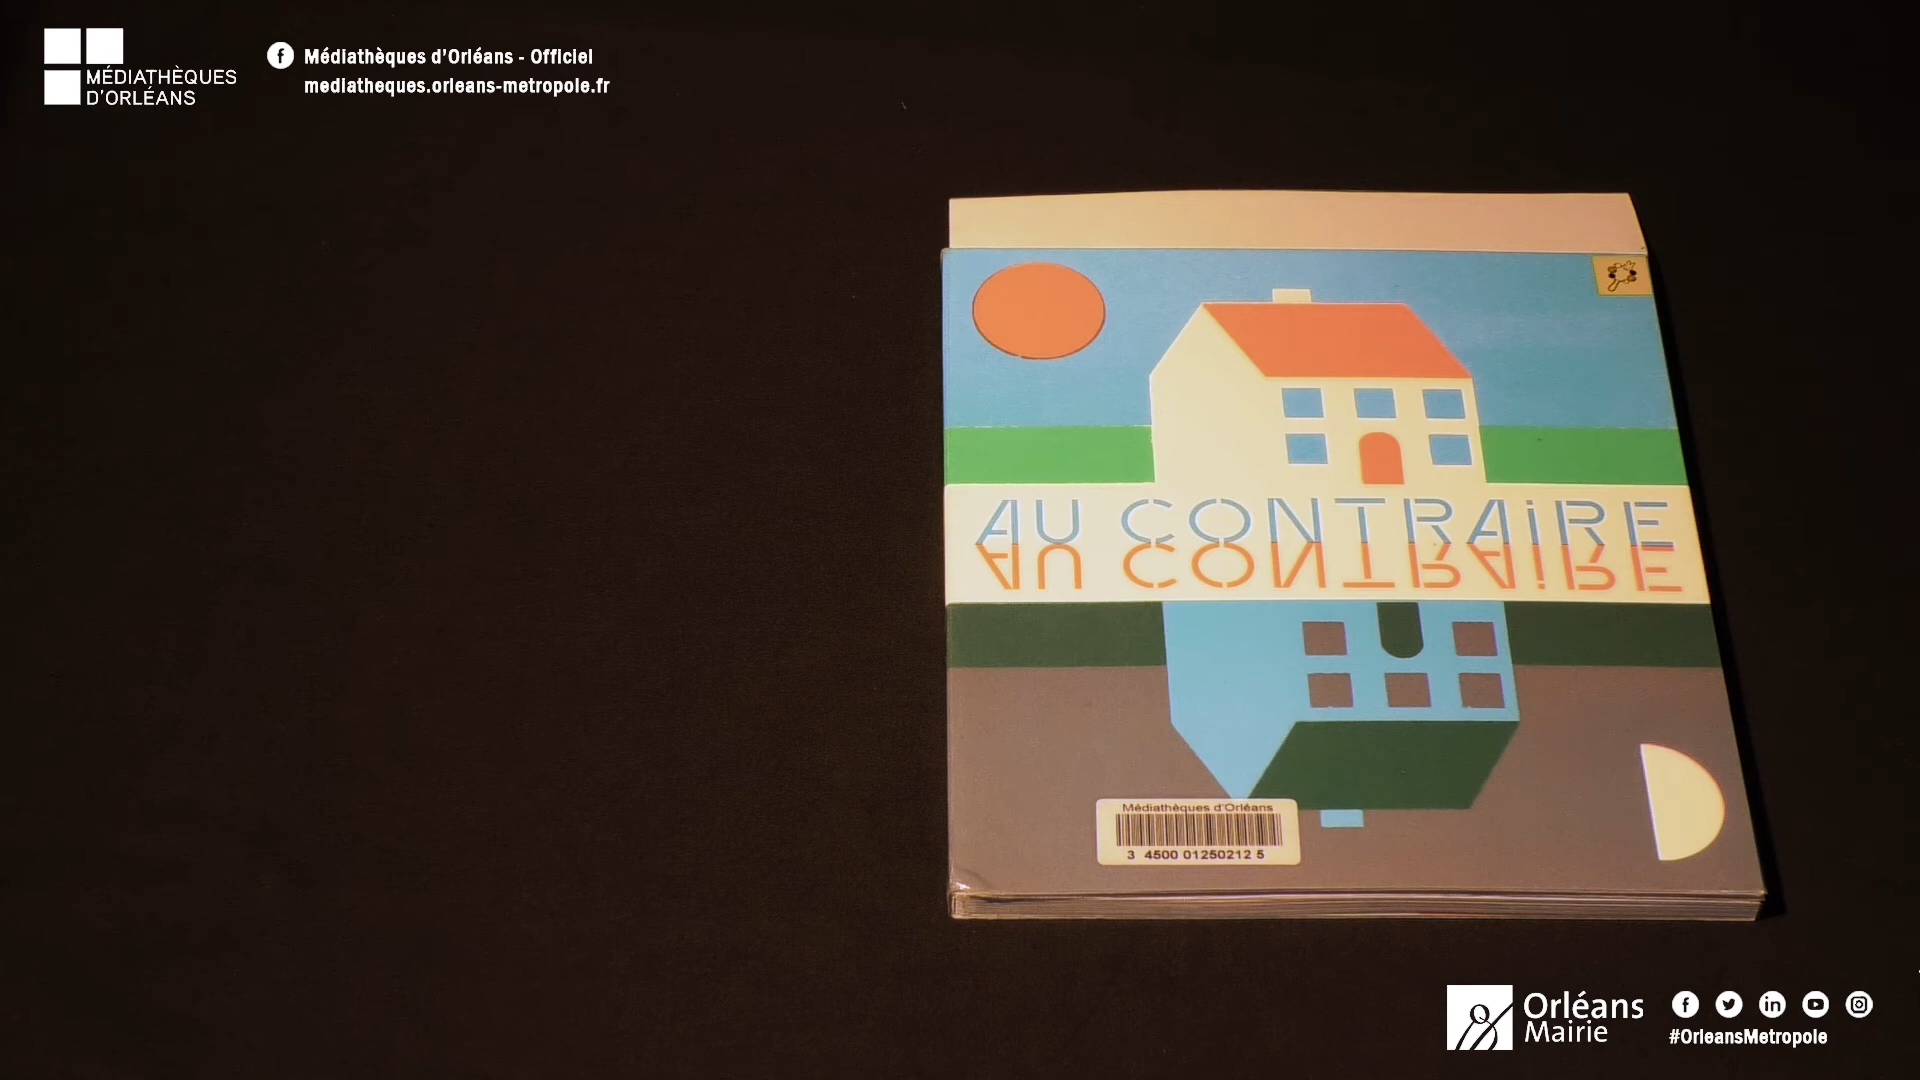 MÉDIATHÈQUES
D'ORLÉANS
Médiathèques d'Orléans - Officiel
mediatheques.orleans-metropole.fr
AU CONTRAIRE
AU CONTRAIRE
Médiathèques d'Orléans
3 4500 01250212 5
Orléans
Mairie
#OrleansMetropole